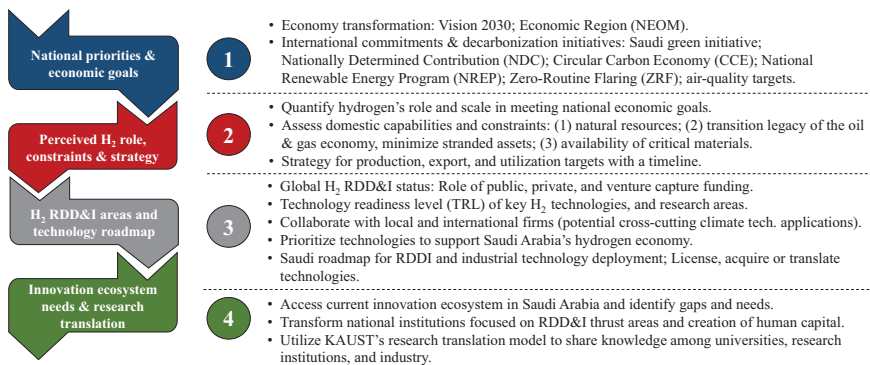 National priorities &
economic goals
1
• Economy transformation: Vision 2030; Economic Region (NEOM).
• International commitments & decarbonization initiatives: Saudi green initiative;
Nationally Determined Contribution (NDC); Circular Carbon Economy (CCE); National
Renewable Energy Program (NREP); Zero-Routine Flaring (ZRF); air-quality targets.
Perceived H₂ role,
constraints & strategy
2
• Quantify hydrogen's role and scale in meeting national economic goals.
• Assess domestic capabilities and constraints: (1) natural resources; (2) transition legacy of the oil
& gas economy, minimize stranded assets; (3) availability of critical materials.
• Strategy for production, export, and utilization targets with a timeline.
H₂ RDD&I areas and
technology roadmap
3
• Global H₂ RDD&I status: Role of public, private, and venture capture funding.
• Technology readiness level (TRL) of key H₂ technologies, and research areas.
• Collaborate with local and international firms (potential cross-cutting climate tech. applications).
• Prioritize technologies to support Saudi Arabia's hydrogen economy.
• Saudi roadmap for RDDI and industrial technology deployment; License, acquire or translate
technologies.
Innovation ecosystem
needs & research
translation
4
• Access current innovation ecosystem in Saudi Arabia and identify gaps and needs.
• Transform national institutions focused on RDD&I thrust areas and creation of human capital.
• Utilize KAUST's research translation model to share knowledge among universities, research
institutions, and industry.